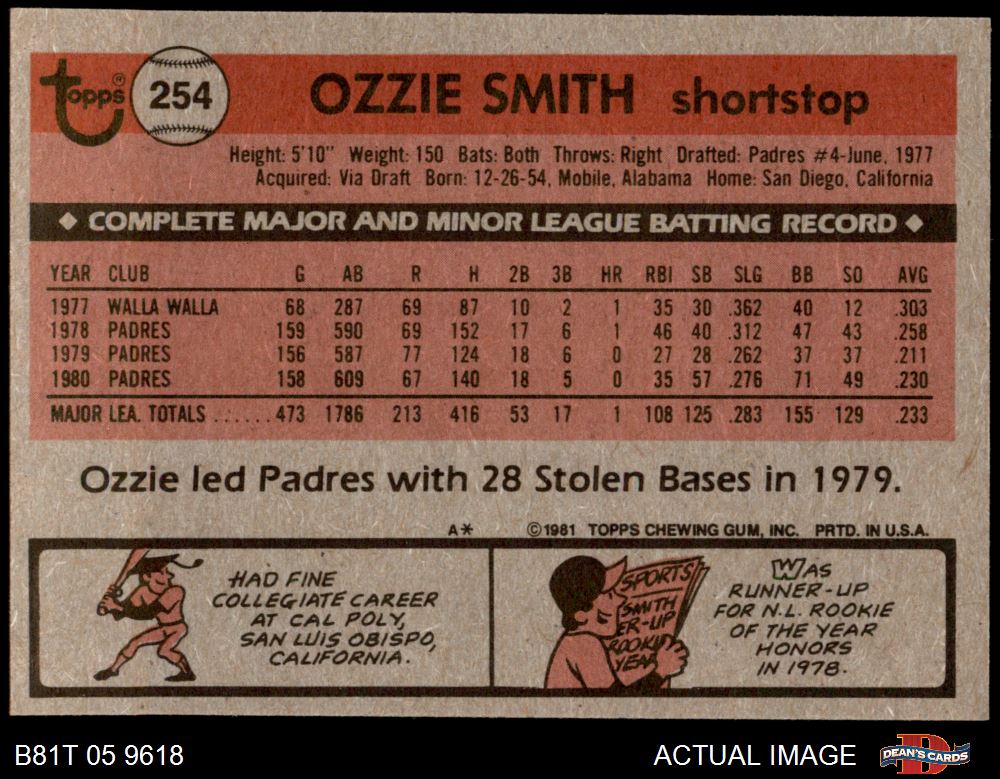 Topps® 254 OZZIE SMITH shortstop
Height: 5'10" Weight: 150 Bats: Both Throws: Right Drafted: Padres #4-June, 1977
Acquired: Via Draft Born: 12-26-54, Mobile, Alabama Home: San Diego, California
◆ COMPLETE MAJOR AND MINOR LEAGUE BATTING RECORD ◆
YEAR CLUB G AB R H 2B 3B HR RBI SB SLG BB SO AVG
1977 WALLA WALLA 68 287 69 87 10 2 1 35 30 .362 40 12 .303
1978 PADRES 159 590 69 152 17 6 1 46 40 .312 47 43 .258
1979 PADRES 156 587 77 124 18 6 0 27 28 .262 37 37 .211
1980 PADRES 158 609 67 140 18 5 0 35 57 .276 71 49 .230
MAJOR LEA. TOTALS ...... 473 1786 213 416 53 17 1 108 125 .283 155 129 .233
Ozzie led Padres with 28 Stolen Bases in 1979.
A* ©1981 TOPPS CHEWING GUM, INC. PRTD. IN U.S.A.
HAD FINE
COLLEGIATE CAREER
AT CAL POLY,
SAN LUIS OBISPO,
CALIFORNIA.
SPORTS
SMITH
ER-UP
ROOKIE
YEAR
WAS
RUNNER-UP
FOR N.L. ROOKIE
OF THE YEAR
HONORS
IN 1978.
B81T 05 9618 ACTUAL IMAGE DEAN'S CARDS